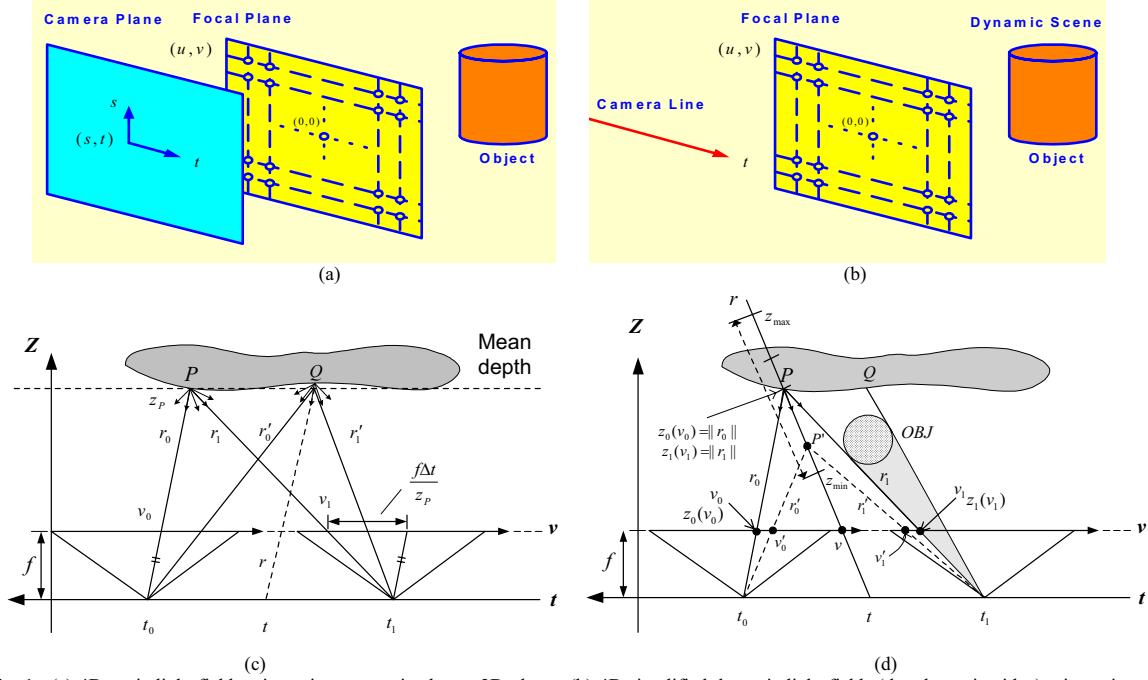 Camera Plane
Focal Plane
(u, v)
s
(s, t)
t
(0,0)
Object
(a)
Focal Plane
Dynamic Scene
(u, v)
Camera Line
(0,0)
t
Object
(b)
Z
Mean depth
P
Q
z_P
r_0
r_1
r′_0
r′_1
fΔt
z_P
v_0
v_1
v
f
r
t_0
t
t_1
t
(c)
r
z_max
Z
P
Q
z_0(v_0)=|| r_0 ||
z_1(v_1)=|| r_1 ||
P'
OBJ
r_0
z_min
r_1
v_0
z_0(v_0)
r′_0
r′_1
v_1
z_1(v_1)
v′_0
v
v′_1
v
f
t_0
t
t_1
t
(d)